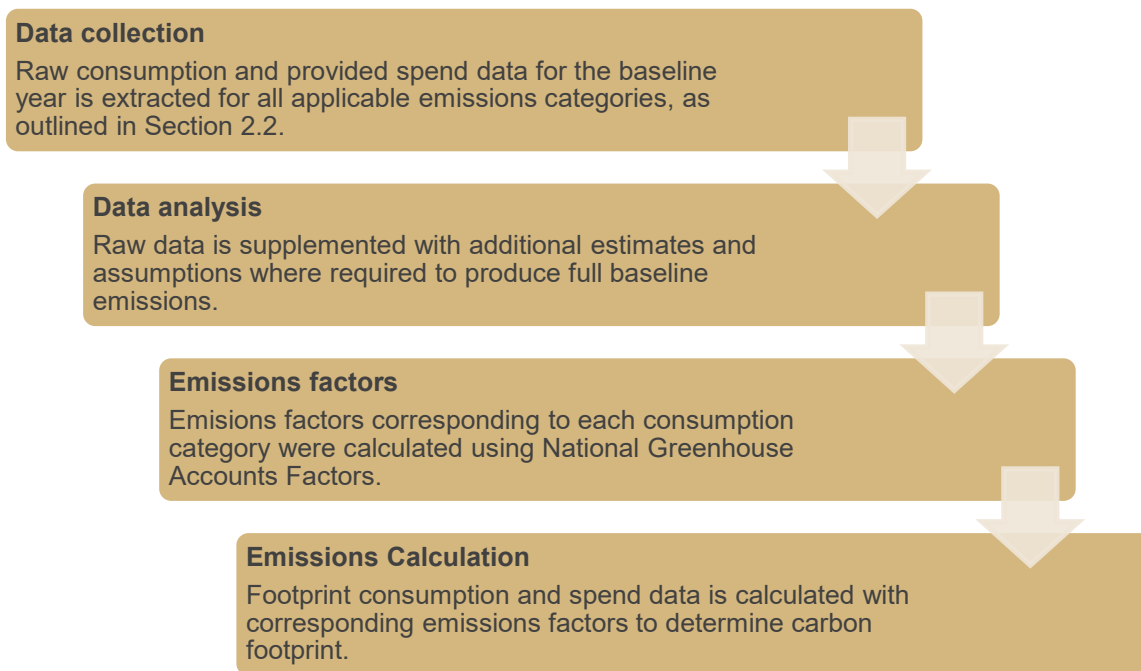 Data collection
Raw consumption and provided spend data for the baseline
year is extracted for all applicable emissions categories, as
outlined in Section 2.2.
Data analysis
Raw data is supplemented with additional estimates and
assumptions where required to produce full baseline
emissions.
Emissions factors
Emisions factors corresponding to each consumption
category were calculated using National Greenhouse
Accounts Factors.
Emissions Calculation
Footprint consumption and spend data is calculated with
corresponding emissions factors to determine carbon
footprint.